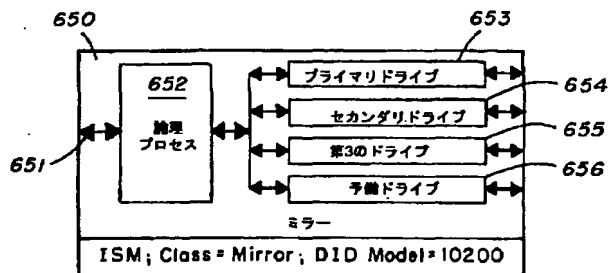 650
653
652
論理
プロセス
651
プライマリドライブ
654
セカンダリドライブ
655
第3のドライブ
656
予備ドライブ
ミラー
ISM; Class=Mirror; DID Model=10200